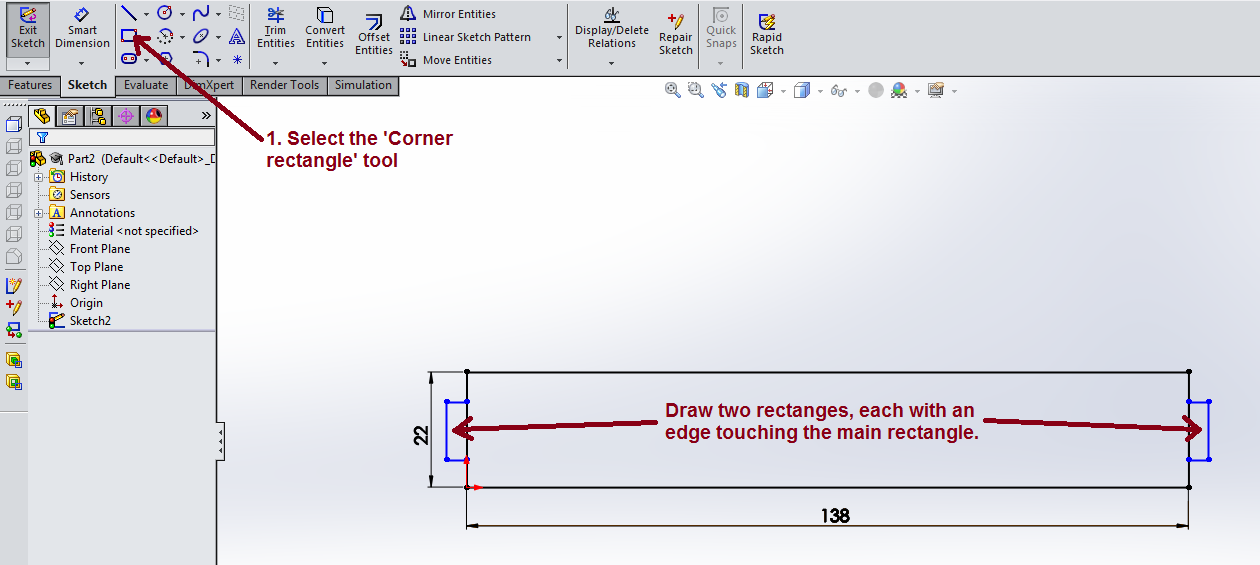 Exit
Sketch
Smart
Dimension
Trim
Entities
Convert
Entities
Offset
Entities
Mirror Entities
Linear Sketch Pattern
Move Entities
Display/Delete
Relations
Repair
Sketch
Quick
Snaps
Rapid
Sketch
Features
Sketch
Evaluate
DimXpert
Render Tools
Simulation
1. Select the 'Corner
rectangle' tool
Part2 (Default<<Default>_D
History
Sensors
Annotations
Material <not specified>
Front Plane
Top Plane
Right Plane
Origin
Sketch2
Draw two rectanges, each with an
edge touching the main rectangle.
22
138